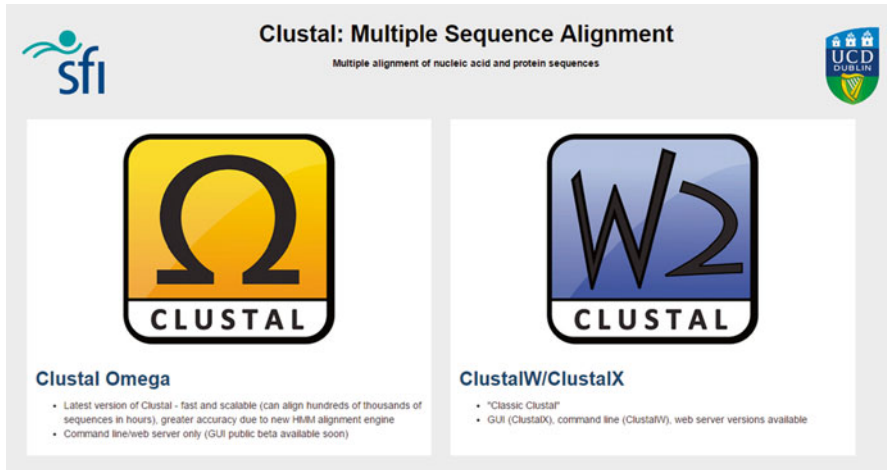 Clustal: Multiple Sequence Alignment
Multiple alignment of nucleic acid and protein sequences
sfi
UCD
DUBLIN
Ω
CLUSTAL
Clustal Omega
• Latest version of Clustal - fast and scalable (can align hundreds of thousands of
sequences in hours), greater accuracy due to new HMM alignment engine
• Command line/web server only (GUI public beta available soon)
W2
CLUSTAL
ClustalW/ClustalX
• "Classic Clustal"
• GUI (ClustalX), command line (ClustalW), web server versions available